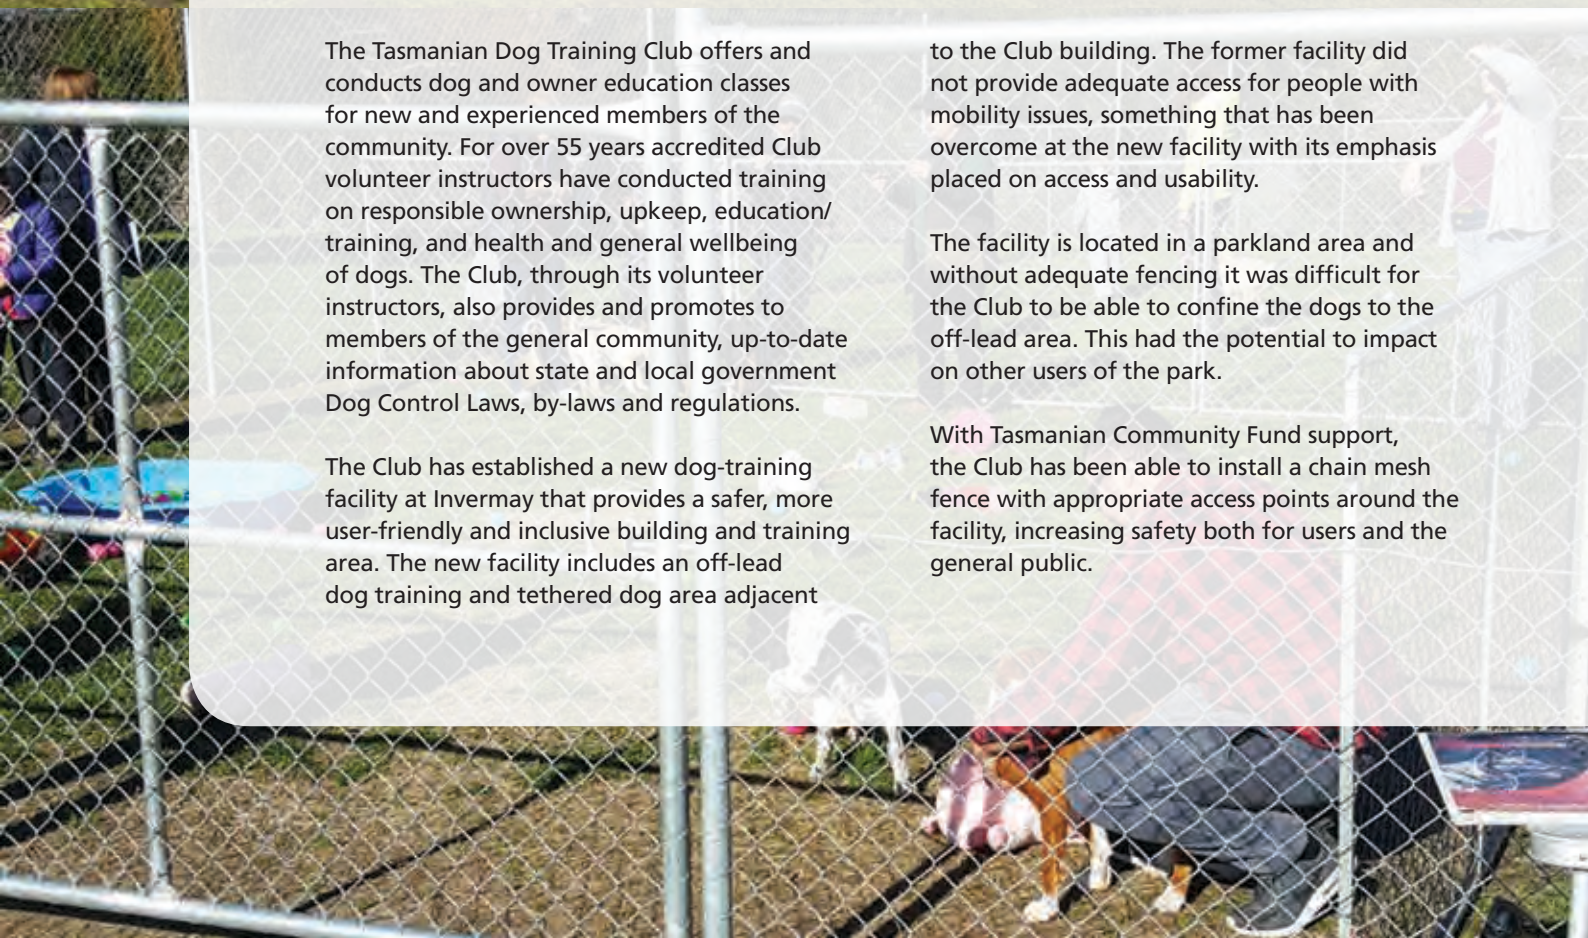 The Tasmanian Dog Training Club offers and
conducts dog and owner education classes
for new and experienced members of the
community. For over 55 years accredited Club
volunteer instructors have conducted training
on responsible ownership, upkeep, education/
training, and health and general wellbeing
of dogs. The Club, through its volunteer
instructors, also provides and promotes to
members of the general community, up-to-date
information about state and local government
Dog Control Laws, by-laws and regulations.
The Club has established a new dog-training
facility at Invermay that provides a safer, more
user-friendly and inclusive building and training
area. The new facility includes an off-lead
dog training and tethered dog area adjacent
to the Club building. The former facility did
not provide adequate access for people with
mobility issues, something that has been
overcome at the new facility with its emphasis
placed on access and usability.
The facility is located in a parkland area and
without adequate fencing it was difficult for
the Club to be able to confine the dogs to the
off-lead area. This had the potential to impact
on other users of the park.
With Tasmanian Community Fund support,
the Club has been able to install a chain mesh
fence with appropriate access points around the
facility, increasing safety both for users and the
general public.